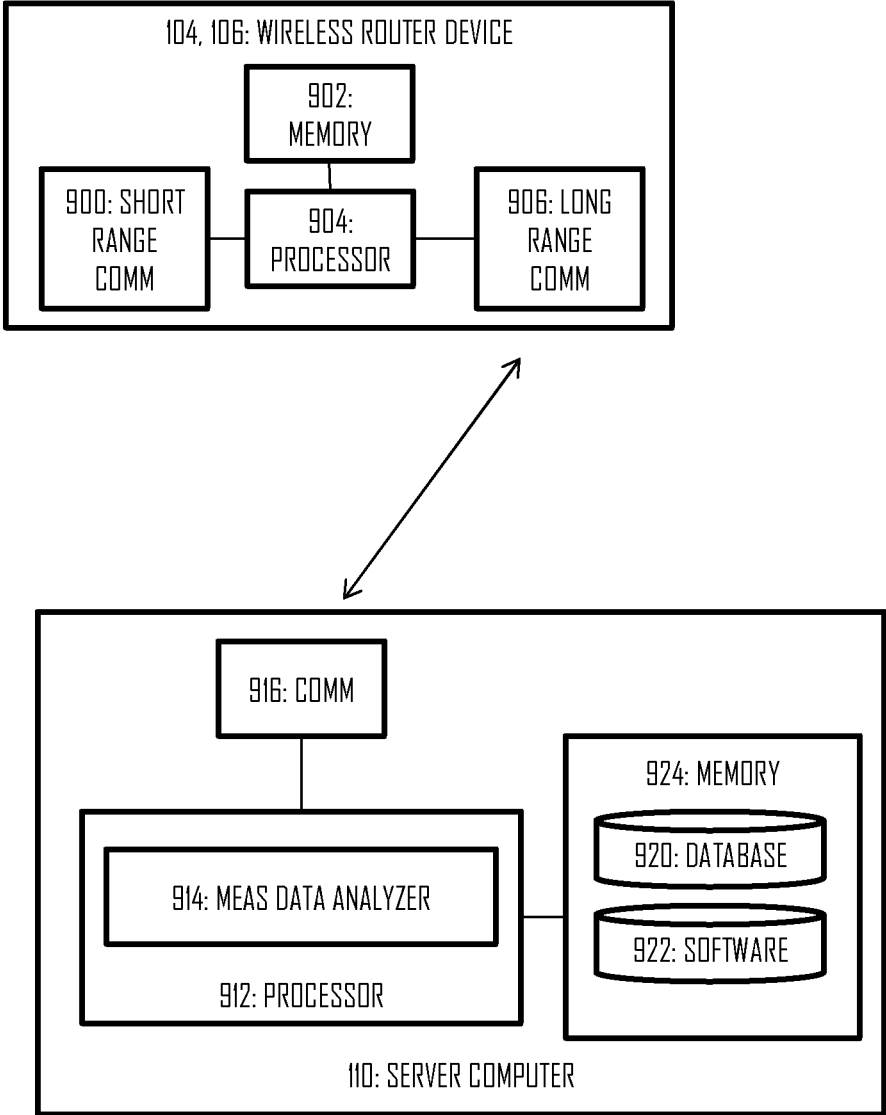 104, 106: WIRELESS ROUTER DEVICE
902:
MEMORY
900: SHORT
RANGE
COMM
904:
PROCESSOR
906: LONG
RANGE
COMM
916: COMM
924: MEMORY
920: DATABASE
922: SOFTWARE
914: MEAS DATA ANALYZER
912: PROCESSOR
110: SERVER COMPUTER